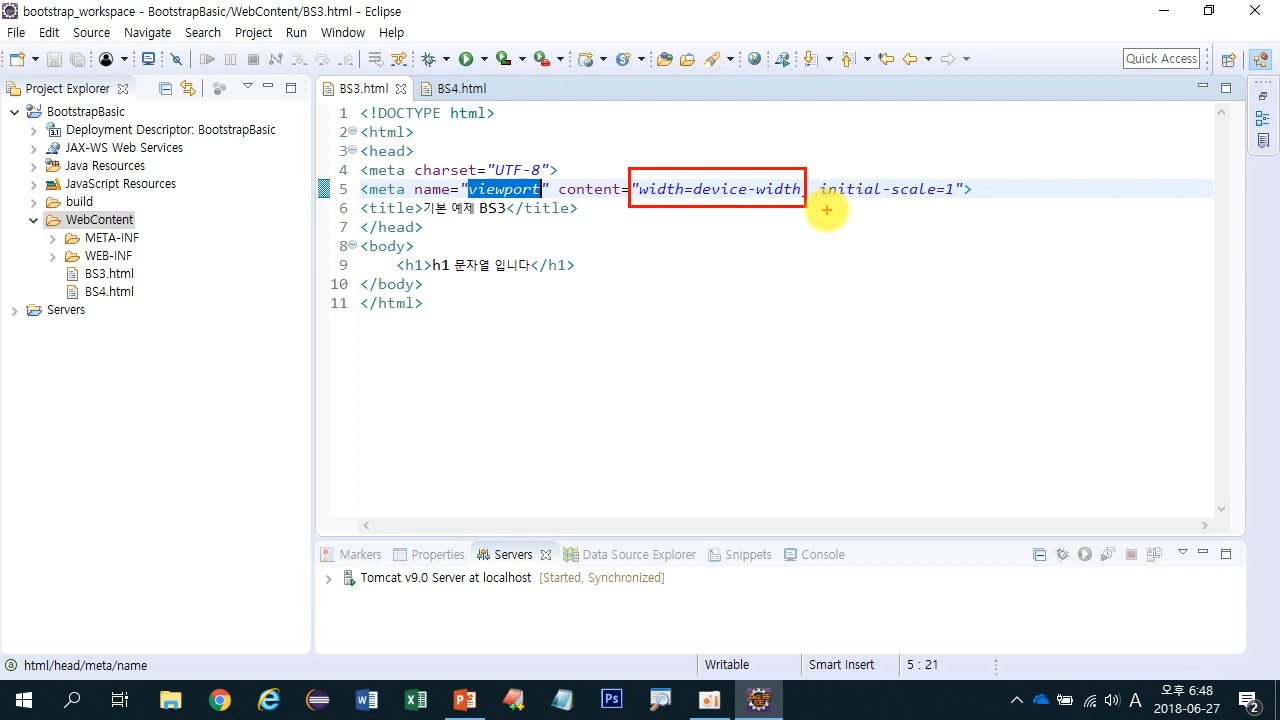 bootstrap_workspace - BootstrapBasic/WebContent/BS3.html - Eclipse
File Edit Source Navigate Search Project Run Window Help
Quick Access
Project Explorer
BootstrapBasic
Deployment Descriptor: BootstrapBasic
JAX-WS Web Services
Java Resources
JavaScript Resources
build
WebContent
META-INF
WEB-INF
BS3.html
BS4.html
Servers
BS3.html BS4.html
1 <!DOCTYPE html>
2 <html>
3 <head>
4 <meta charset="UTF-8">
5 <meta name="viewport" content="width=device-width, initial-scale=1">
6 <title>기본 예제 BS3</title>
7 </head>
8 <body>
9 <h1>h1 문자열 입니다</h1>
10 </body>
11 </html>
Markers Properties Servers Data Source Explorer Snippets Console
Tomcat v9.0 Server at localhost [Started, Synchronized]
html/head/meta/name Writable Smart Insert 5 : 21
A 오후 6:48
2018-06-27 2